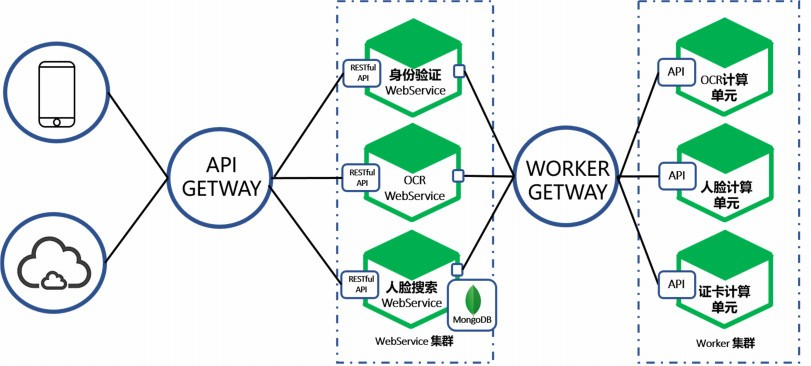 API
GETWAY
RESTful
API
身份验证
WebService
RESTful
API
OCR
WebService
RESTful
API
人脸搜索
WebService
MongoDB
WebService 集群
WORKER
GETWAY
API
OCR计算
单元
API
人脸计算
单元
API
证卡计算
单元
Worker 集群